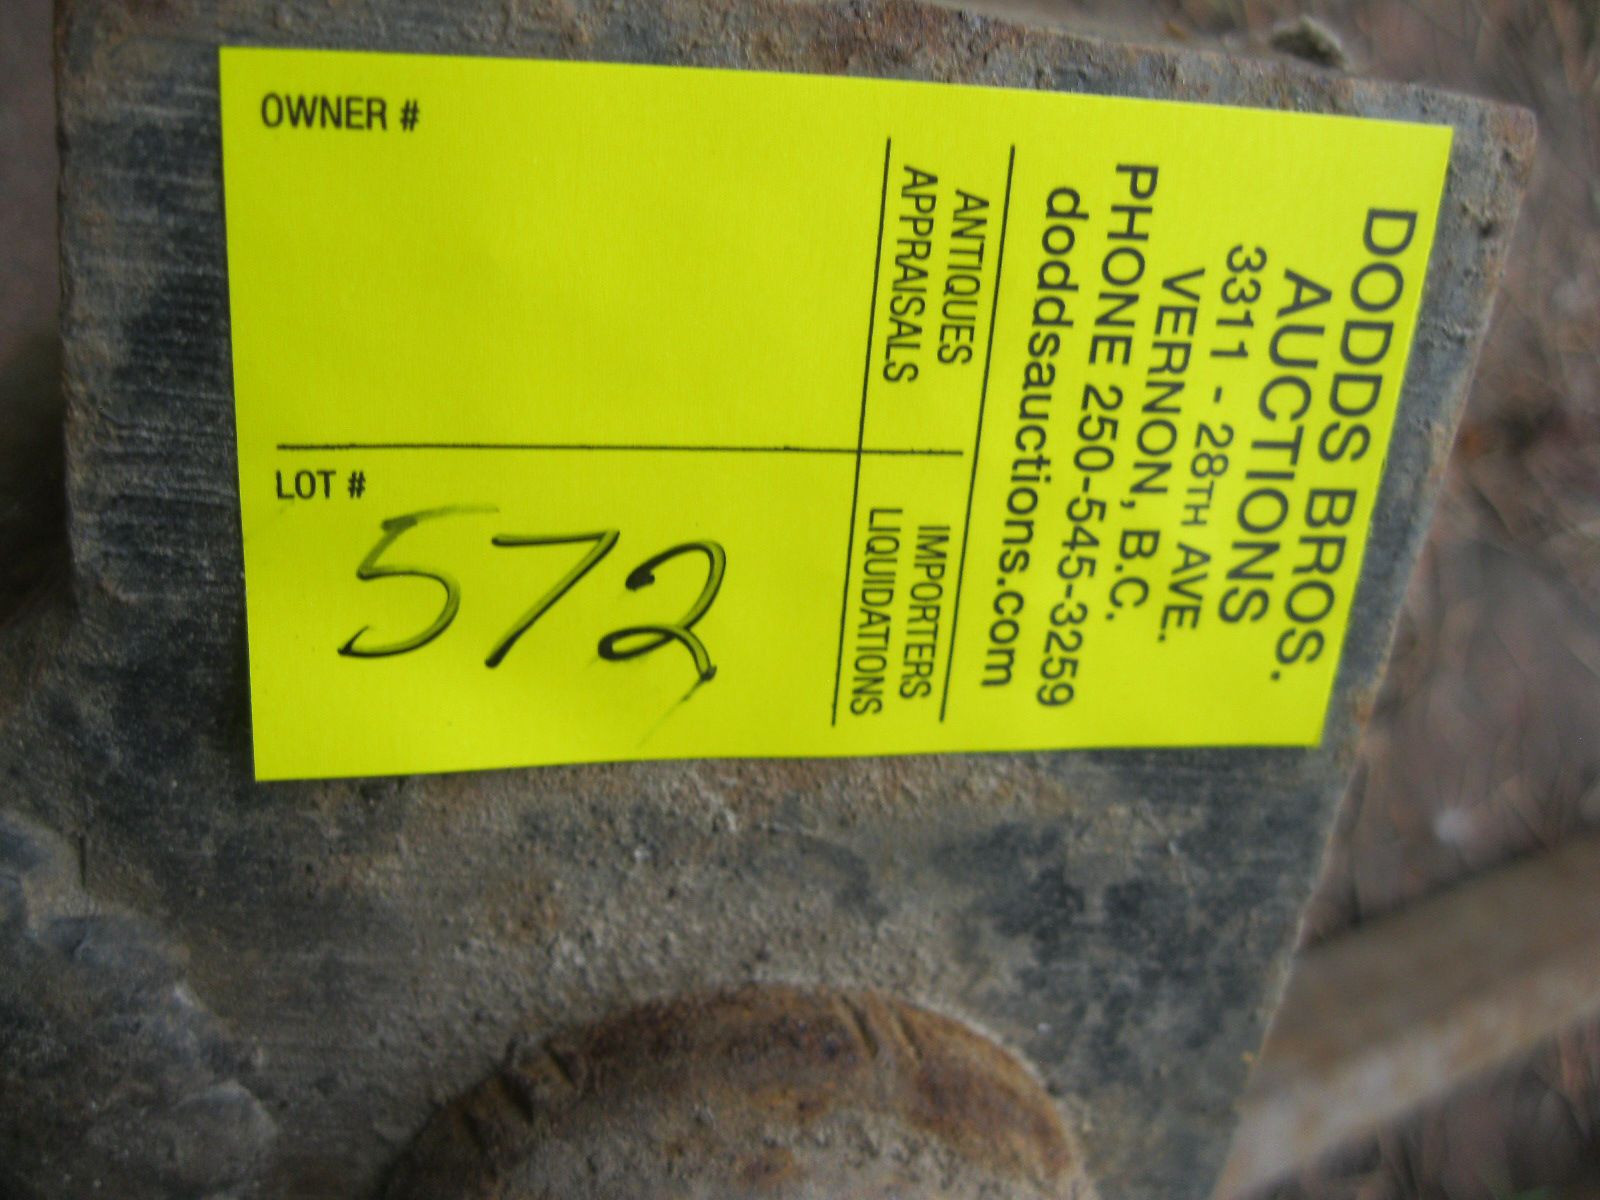 DODDS BROS.
AUCTIONS
3311 - 28TH AVE.
VERNON, B.C.
PHONE 250-545-3259
doddsauctions.com
ANTIQUES IMPORTERS
APPRAISALS LIQUIDATIONS
OWNER #
LOT #
572